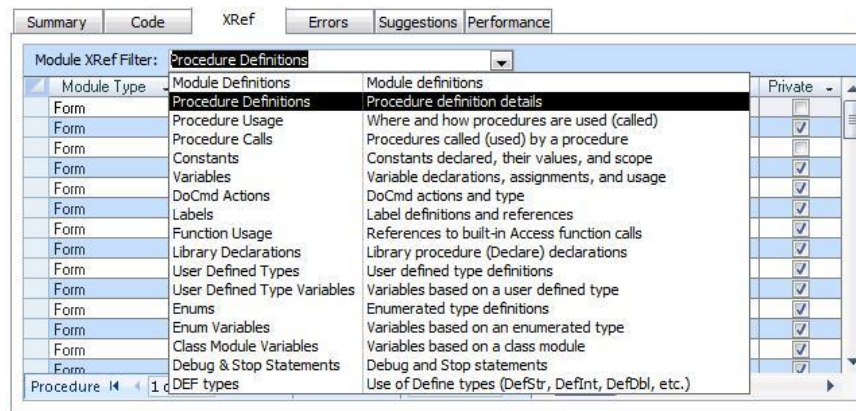 Summary Code XRef Errors Suggestions Performance
Module XRef Filter: Procedure Definitions
Module Type Module Definitions Module definitions Private
Form Procedure Definitions Procedure definition details
Form Procedure Usage Where and how procedures are used (called)
Form Procedure Calls Procedures called (used) by a procedure
Form Constants Constants declared, their values, and scope
Form Variables Variable declarations, assignments, and usage
Form DoCmd Actions DoCmd actions and type
Form Labels Label definitions and references
Form Function Usage References to built-in Access function calls
Form Library Declarations Library procedure (Declare) declarations
Form User Defined Types User defined type definitions
Form User Defined Type Variables Variables based on a user defined type
Form Enums Enumerated type definitions
Form Enum Variables Variables based on an enumerated type
Form Class Module Variables Variables based on a class module
Form Debug & Stop Statements Debug and Stop statements
Procedure 1 DEF types Use of Define types (DefStr, DefInt, DefDbl, etc.)